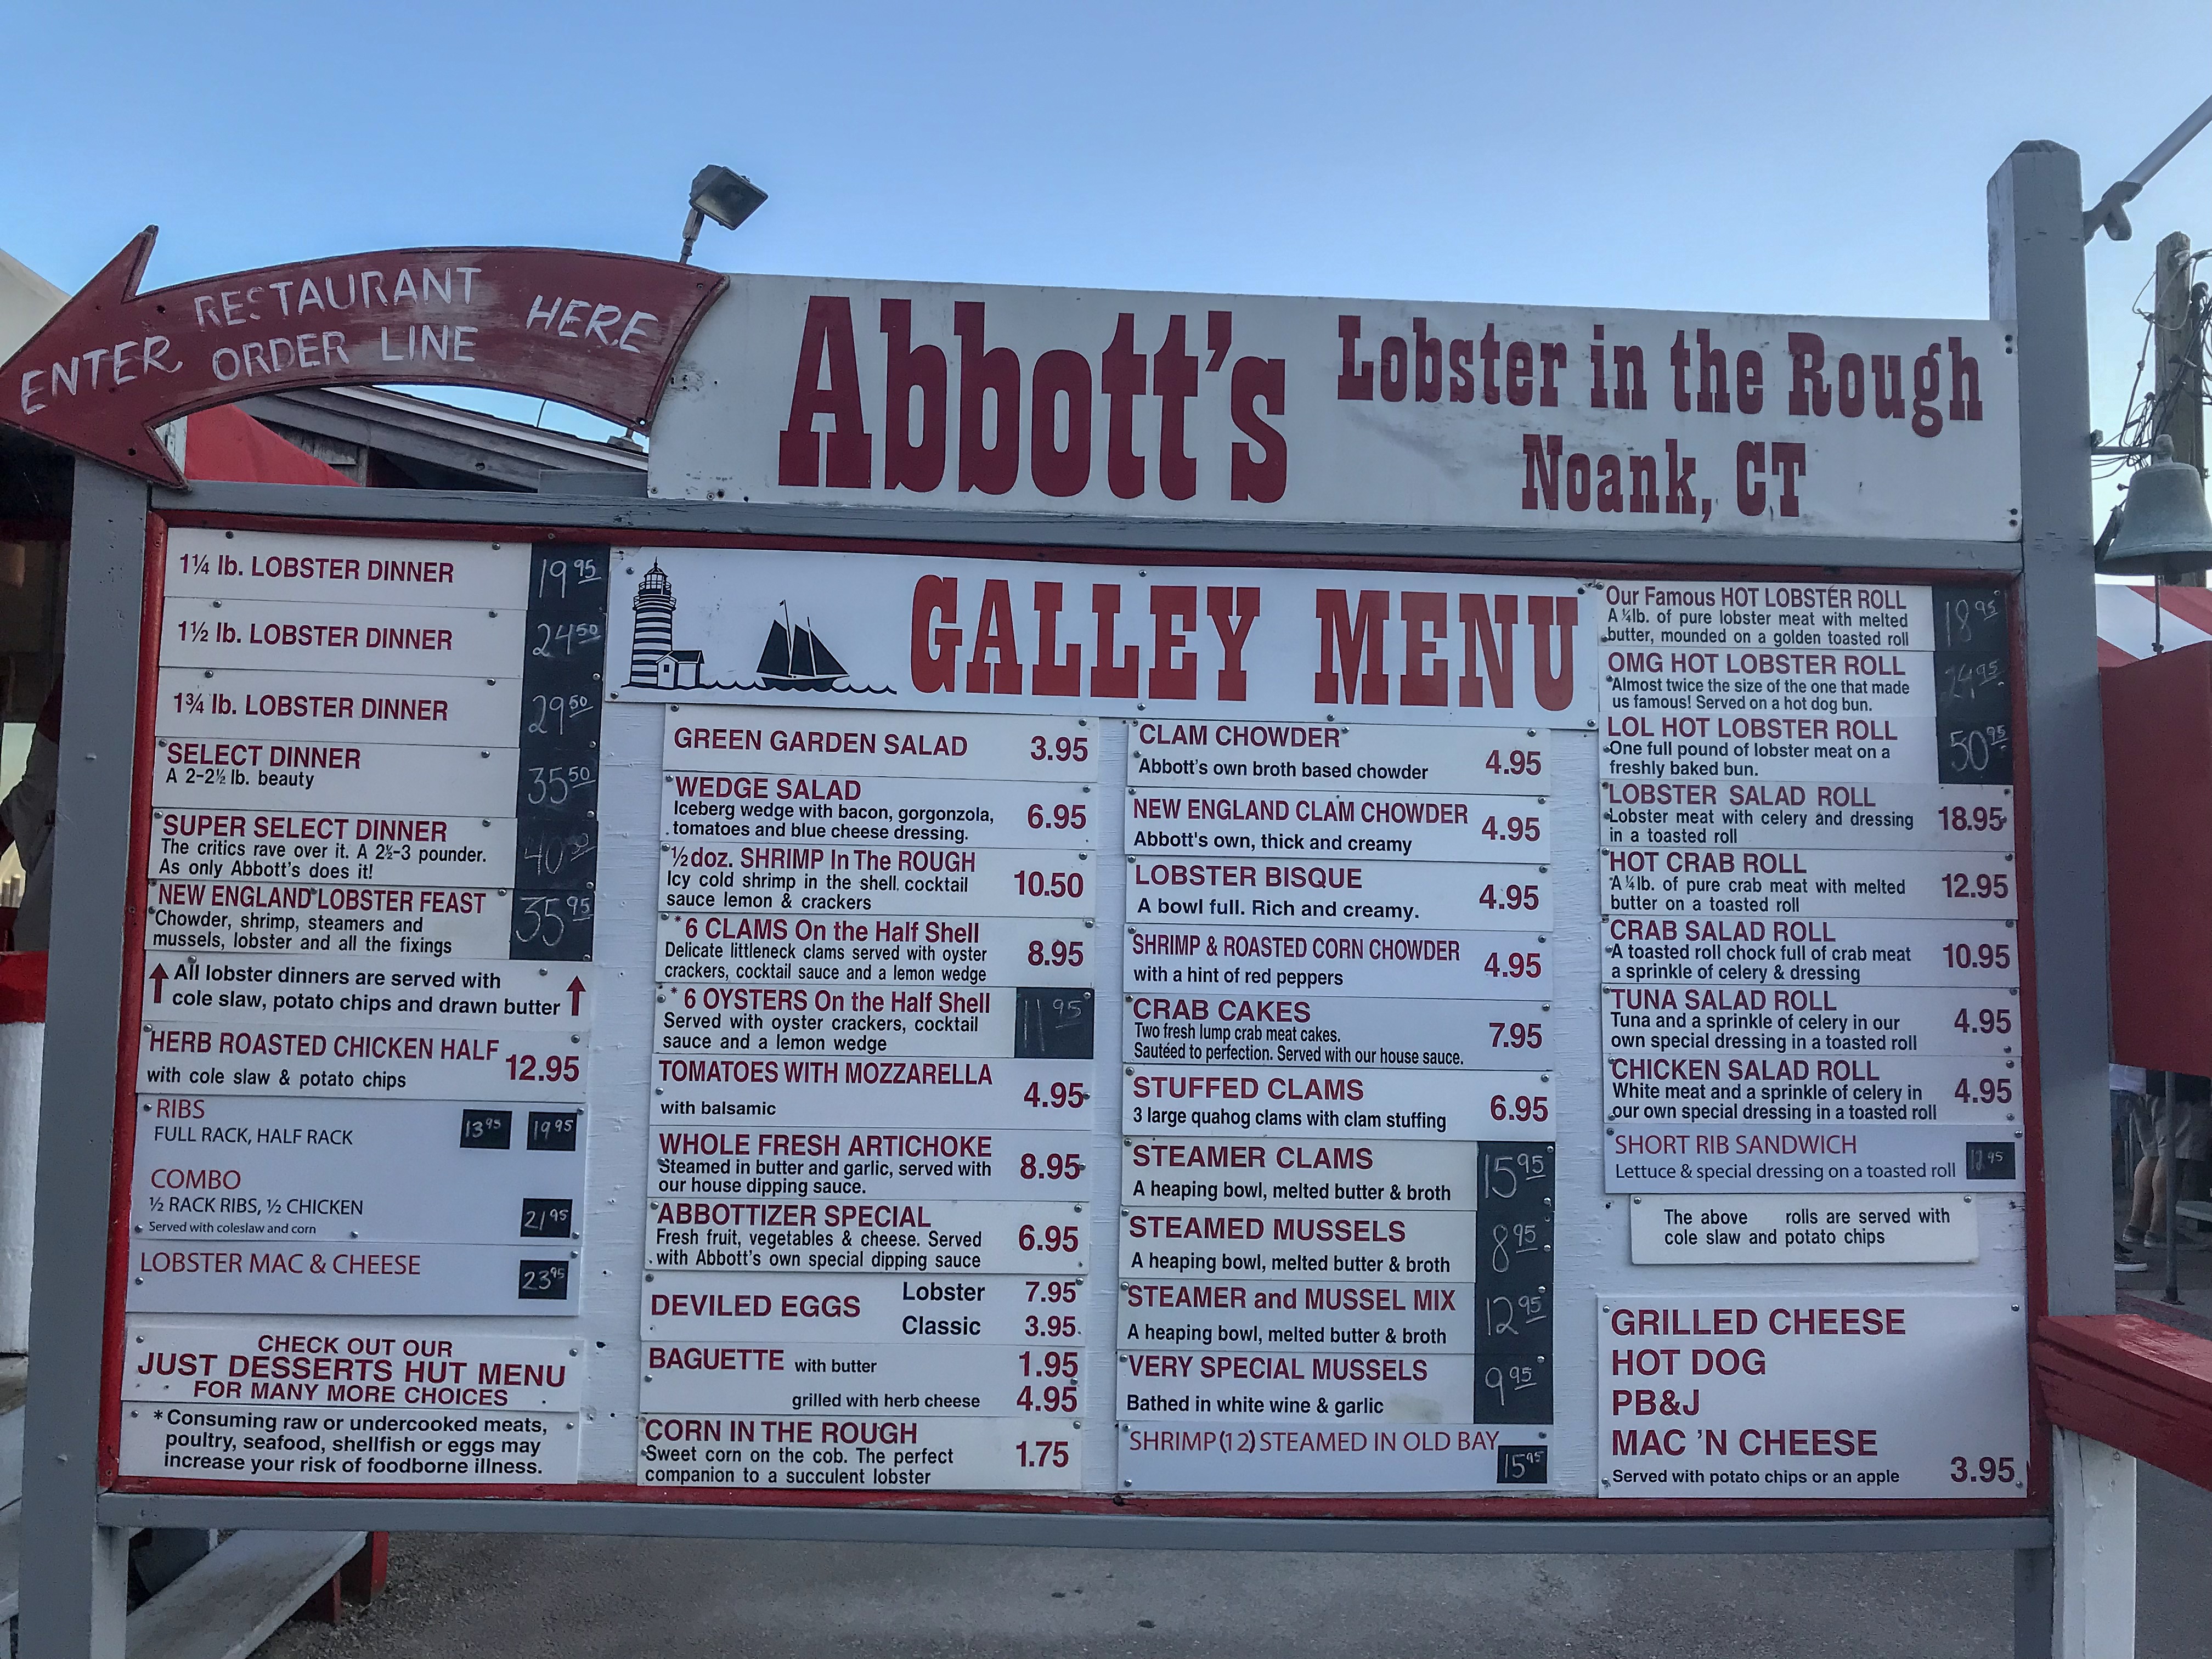 ENTER RESTAURANT ORDER LINE HERE
Abbott's
Lobster in the Rough
Noank, CT
1¼ lb. LOBSTER DINNER 19 95
1½ lb. LOBSTER DINNER 24 50
1¾ lb. LOBSTER DINNER 29 50
SELECT DINNER
A 2-2½ lb. beauty
35 50
SUPER SELECT DINNER
The critics rave over it. A 2½-3 pounder.
As only Abbott's does it!
NEW ENGLAND LOBSTER FEAST
Chowder, shrimp, steamers and
mussels, lobster and all the fixings
35 95
All lobster dinners are served with
cole slaw, potato chips and drawn butter
HERB ROASTED CHICKEN HALF
with cole slaw & potato chips
12.95
RIBS
FULL RACK, HALF RACK 13 95 19 95
COMBO
½ RACK RIBS, ½ CHICKEN 21 95
Served with coleslaw and corn
LOBSTER MAC & CHEESE 23 95
CHECK OUT OUR
JUST DESSERTS HUT MENU
FOR MANY MORE CHOICES
*Consuming raw or undercooked meats,
poultry, seafood, shellfish or eggs may
increase your risk of foodborne illness.
GALLEY MENU
GREEN GARDEN SALAD 3.95
WEDGE SALAD
Iceberg wedge with bacon, gorgonzola,
tomatoes and blue cheese dressing.
6.95
½ doz. SHRIMP In The ROUGH
Icy cold shrimp in the shell, cocktail
sauce lemon & crackers
10.50
* 6 CLAMS On the Half Shell
Delicate littleneck clams served with oyster
crackers, cocktail sauce and a lemon wedge
8.95
* 6 OYSTERS On the Half Shell
Served with oyster crackers, cocktail
sauce and a lemon wedge
11 95
TOMATOES WITH MOZZARELLA
with balsamic
4.95
WHOLE FRESH ARTICHOKE
Steamed in butter and garlic, served with
our house dipping sauce.
8.95
ABBOTTIZER SPECIAL
Fresh fruit, vegetables & cheese. Served
with Abbott's own special dipping sauce
6.95
DEVILED EGGS
Lobster 7.95
Classic 3.95
BAGUETTE with butter 1.95
grilled with herb cheese 4.95
CORN IN THE ROUGH
Sweet corn on the cob. The perfect
companion to a succulent lobster
1.75
CLAM CHOWDER
Abbott's own broth based chowder
4.95
NEW ENGLAND CLAM CHOWDER
Abbott's own, thick and creamy
4.95
LOBSTER BISQUE
A bowl full. Rich and creamy.
4.95
SHRIMP & ROASTED CORN CHOWDER
with a hint of red peppers
4.95
CRAB CAKES
Two fresh lump crab meat cakes.
Sautéed to perfection. Served with our house sauce.
7.95
STUFFED CLAMS
3 large quahog clams with clam stuffing
6.95
STEAMER CLAMS
A heaping bowl, melted butter & broth
15 95
STEAMED MUSSELS
A heaping bowl, melted butter & broth
8 95
STEAMER and MUSSEL MIX
A heaping bowl, melted butter & broth
12 95
VERY SPECIAL MUSSELS
Bathed in white wine & garlic
9 95
SHRIMP(12) STEAMED IN OLD BAY
15 95
Our Famous HOT LOBSTER ROLL
A ¼lb. of pure lobster meat with melted
butter, mounded on a golden toasted roll
18 95
OMG HOT LOBSTER ROLL
Almost twice the size of the one that made
us famous! Served on a hot dog bun.
24 95
LOL HOT LOBSTER ROLL
One full pound of lobster meat on a
freshly baked bun.
50 95
LOBSTER SALAD ROLL
Lobster meat with celery and dressing
in a toasted roll
18.95
HOT CRAB ROLL
A ¼lb. of pure crab meat with melted
butter on a toasted roll
12.95
CRAB SALAD ROLL
A toasted roll chock full of crab meat
a sprinkle of celery & dressing
10.95
TUNA SALAD ROLL
Tuna and a sprinkle of celery in our
own special dressing in a toasted roll
4.95
CHICKEN SALAD ROLL
White meat and a sprinkle of celery in
our own special dressing in a toasted roll
4.95
SHORT RIB SANDWICH
Lettuce & special dressing on a toasted roll
12 95
The above rolls are served with
cole slaw and potato chips
GRILLED CHEESE
HOT DOG
PB&J
MAC 'N CHEESE
Served with potato chips or an apple 3.95